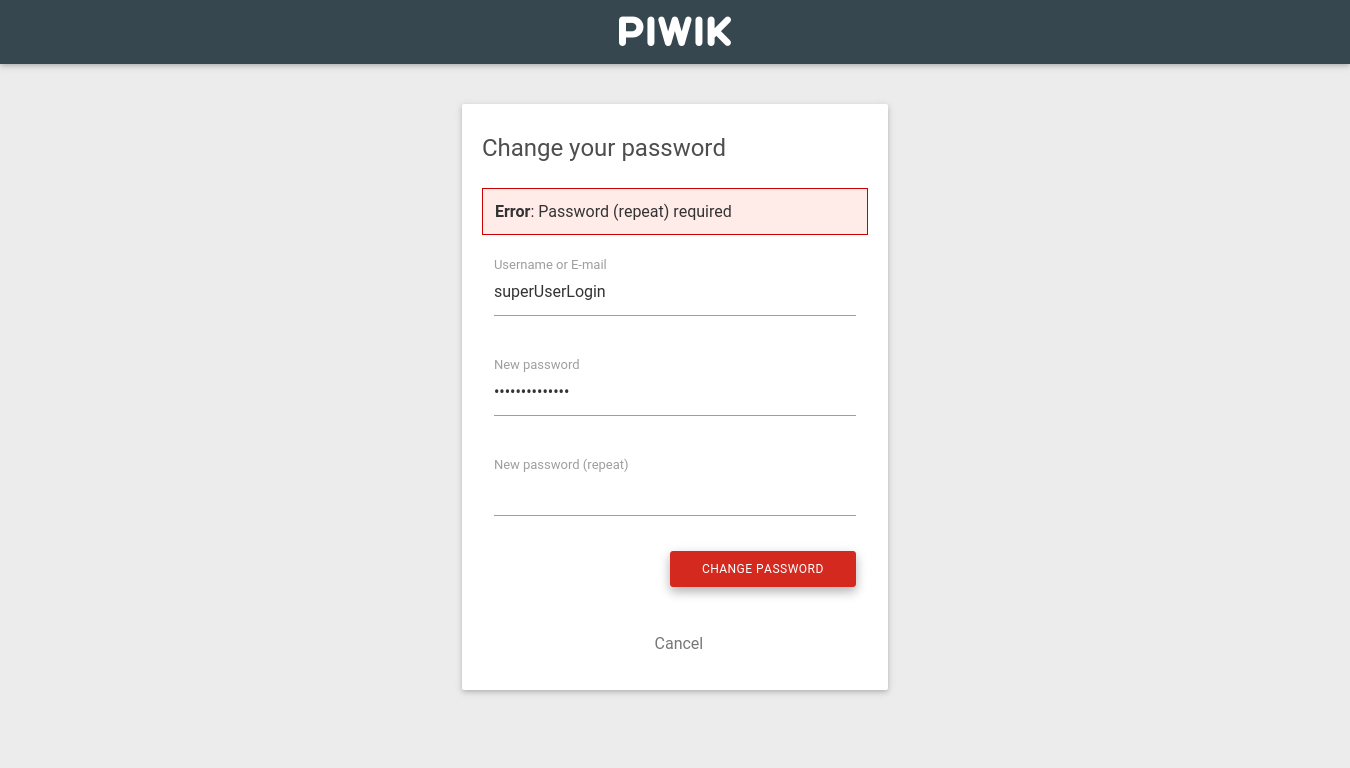 PIWIK
Change your password
Error: Password (repeat) required
Username or E-mail
superUserLogin
New password
••••••••••••••
New password (repeat)
CHANGE PASSWORD
Cancel